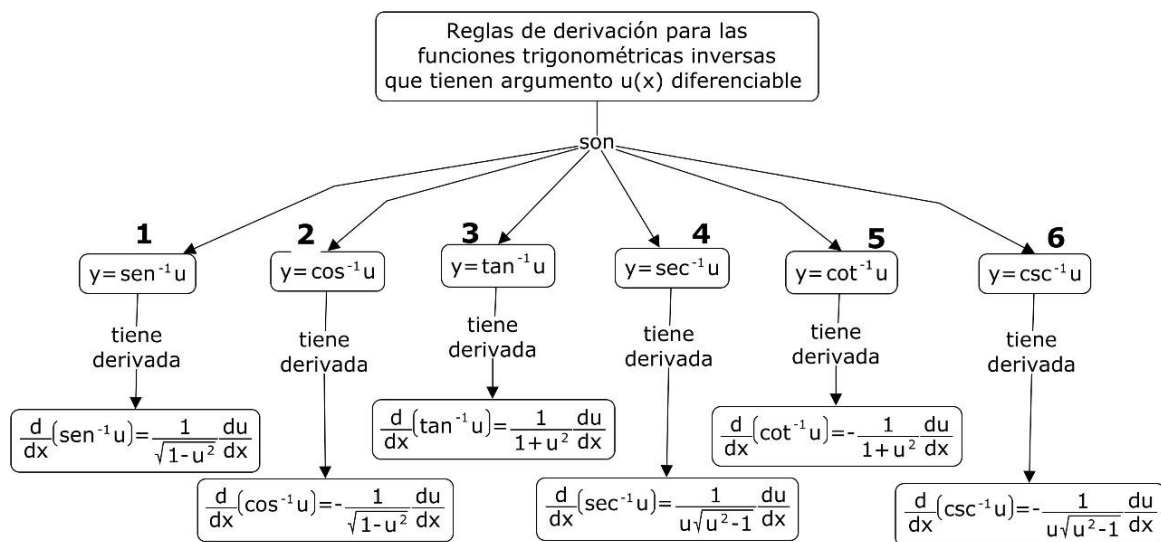 Reglas de derivación para las
funciones trigonométricas inversas
que tienen argumento u(x) diferenciable
son
1
2
3
4
5
6
y=sen⁻¹u
y=cos⁻¹u
y=tan⁻¹u
y=sec⁻¹u
y=cot⁻¹u
y=csc⁻¹u
tiene
derivada
tiene
derivada
tiene
derivada
tiene
derivada
tiene
derivada
tiene
derivada
d/dx(sen⁻¹u)=1/√(1-u²) du/dx
d/dx(cos⁻¹u)=-1/√(1-u²) du/dx
d/dx(tan⁻¹u)=1/(1+u²) du/dx
d/dx(sec⁻¹u)=1/(u√(u²-1)) du/dx
d/dx(cot⁻¹u)=-1/(1+u²) du/dx
d/dx(csc⁻¹u)=-1/(u√(u²-1)) du/dx